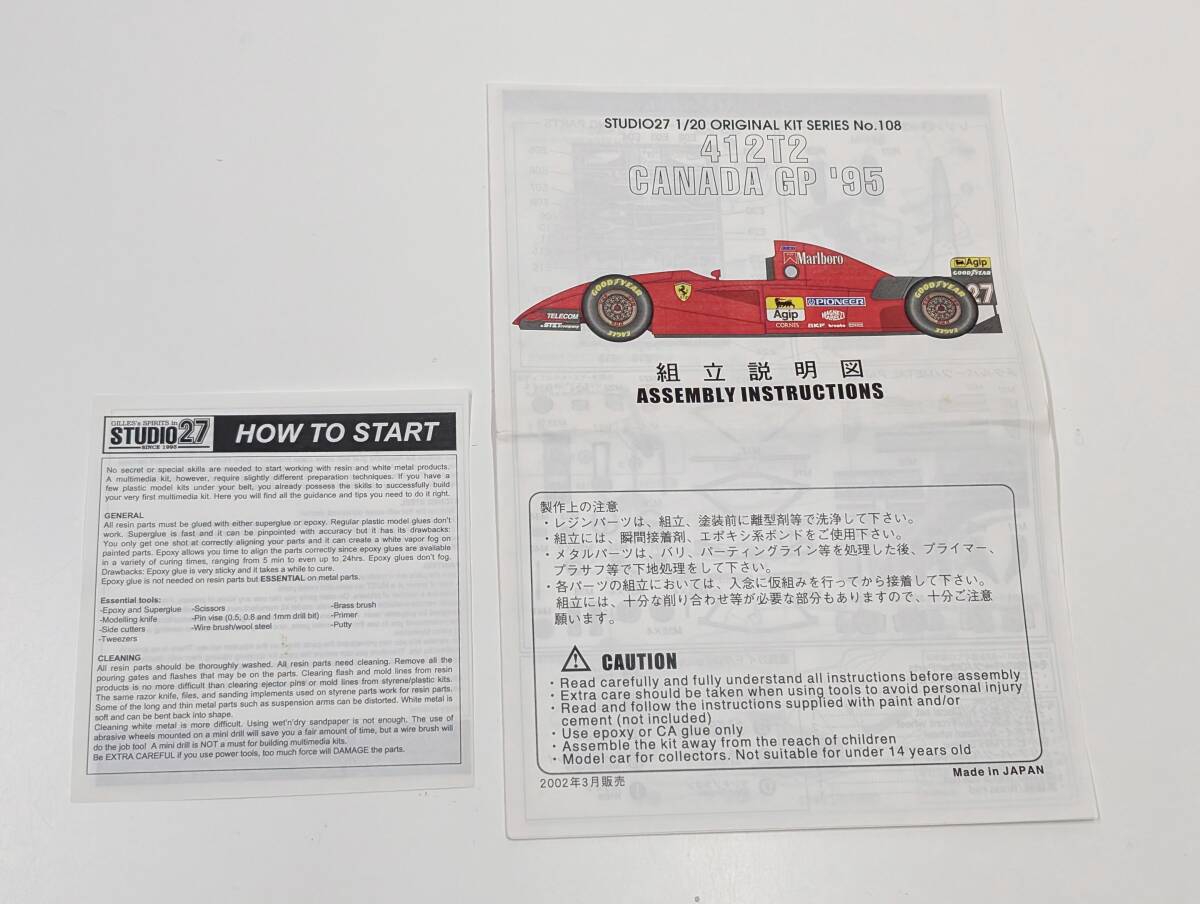 GILLES's SPIRITS in
STUDIO27
SINCE 1998
HOW TO START
No secret or special skills are needed to start working with resin and white metal products.
A multimedia kit, however, require slightly different preparation techniques. If you have a
few plastic model kits under your belt, you already possess the skills to successfully build
your very first multimedia kit. Here you will find all the guidance and tips you need to do it right.
GENERAL
All resin parts must be glued with either superglue or epoxy. Regular plastic model glues don't
work. Superglue is fast and it can be pinpointed with accuracy but it has its drawbacks:
You only get one shot at correctly aligning your parts and it can create a white vapor fog on
painted parts. Epoxy allows you time to align the parts correctly since epoxy glues are available
in a variety of curing times, ranging from 5 min to even up to 24hrs. Epoxy glues don't fog.
Drawbacks: Epoxy glue is very sticky and it takes a while to cure.
Epoxy glue is not needed on resin parts but ESSENTIAL on metal parts.
Essential tools:
-Epoxy and Superglue -Scissors -Brass brush
-Modelling knife -Pin vise (0.5, 0.8 and 1mm drill bit) -Primer
-Side cutters -Wire brush/wool steel -Putty
-Tweezers
CLEANING
All resin parts should be thoroughly washed. All resin parts need cleaning. Remove all the
pouring gates and flashes that may be on the parts. Clearing flash and mold lines from resin
products is no more difficult than clearing ejector pins or mold lines from styrene/plastic kits.
The same razor knife, files, and sanding implements used on styrene parts work for resin parts.
Some of the long and thin metal parts such as suspension arms can be distorted. White metal is
soft and can be bent back into shape.
Cleaning white metal is more difficult. Using wet'n'dry sandpaper is not enough. The use of
abrasive wheels mounted on a mini drill will save you a fair amount of time, but a wire brush will
do the job too! A mini drill is NOT a must for building multimedia kits.
Be EXTRA CAREFUL if you use power tools, too much force will DAMAGE the parts.
STUDIO27 1/20 ORIGINAL KIT SERIES No.108
412T2
CANADA GP '95
Marlboro
Agip
GOODYEAR
27
GOODYEAR
EAGLE
GOODYEAR
EAGLE
TELECOM
Agip
PIONEER
CORNIS
MAGNETI
MARELLI
SKF
brembo
組立説明図
ASSEMBLY INSTRUCTIONS
製作上の注意
・レジンパーツは、組立、塗装前に離型剤等で洗浄して下さい。
・組立には、瞬間接着剤、エポキシ系ボンドをご使用下さい。
・メタルパーツは、バリ、パーティングライン等を処理した後、プライマー、
プラサフ等で下地処理をして下さい。
・各パーツの組立においては、入念に仮組みを行ってから接着して下さい。
組立には、十分な削り合わせ等が必要な部分もありますので、十分ご注意
願います。
CAUTION
・Read carefully and fully understand all instructions before assembly
・Extra care should be taken when using tools to avoid personal injury
・Read and follow the instructions supplied with paint and/or
cement (not included)
・Use epoxy or CA glue only
・Assemble the kit away from the reach of children
・Model car for collectors. Not suitable for under 14 years old
2002年3月販売
Made in JAPAN